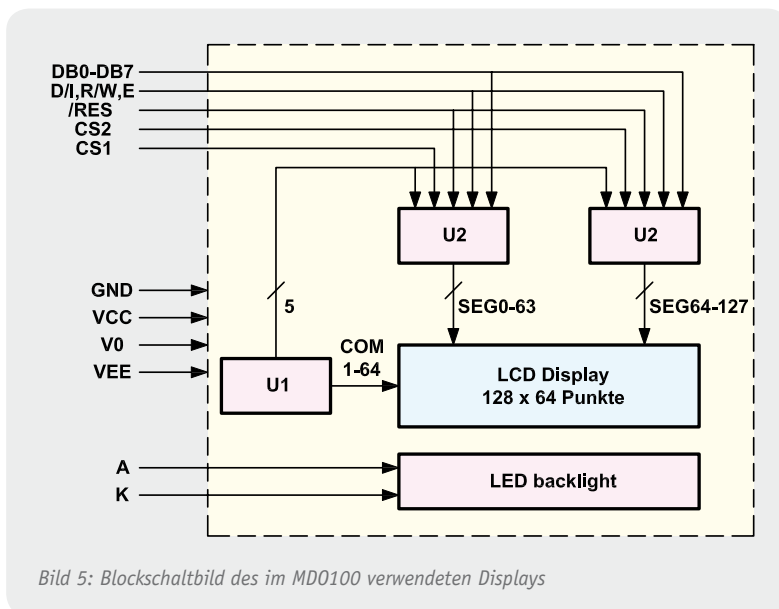 DB0-DB7
D/I,R/W,E
/RES
CS2
CS1
U2
U2
GND
VCC
V0
VEE
5
SEG0-63
SEG64-127
COM
1-64
U1
LCD Display
128 x 64 Punkte
A
K
LED backlight
Bild 5: Blockschaltbild des im MDO100 verwendeten Displays